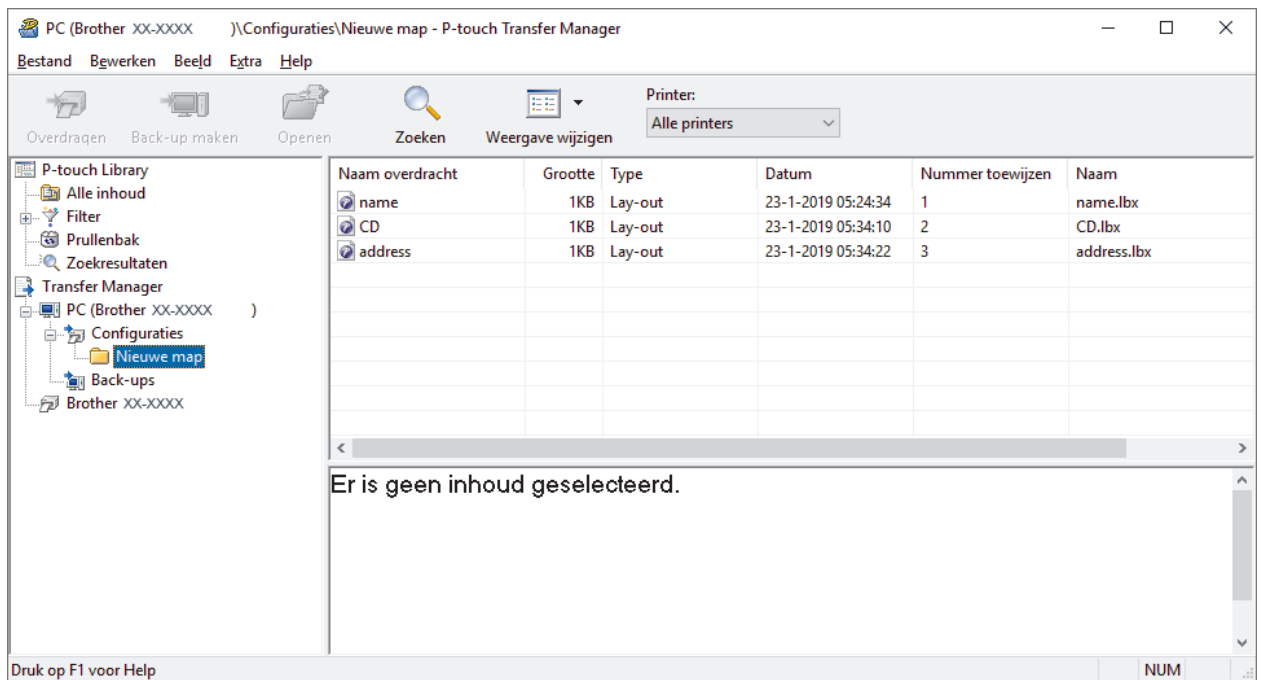 PC (Brother XX-XXXX )\Configuraties\Nieuwe map - P-touch Transfer Manager
Bestand Bewerken Beeld Extra Help
Overdragen Back-up maken Openen Zoeken Weergave wijzigen
Printer:
Alle printers
P-touch Library
Alle inhoud
Filter
Prullenbak
Zoekresultaten
Transfer Manager
PC (Brother XX-XXXX )
Configuraties
Nieuwe map
Back-ups
Brother XX-XXXX
Naam overdracht Grootte Type Datum Nummer toewijzen Naam
name 1KB Lay-out 23-1-2019 05:24:34 1 name.lbx
CD 1KB Lay-out 23-1-2019 05:34:10 2 CD.lbx
address 1KB Lay-out 23-1-2019 05:34:22 3 address.lbx
Er is geen inhoud geselecteerd.
Druk op F1 voor Help
NUM